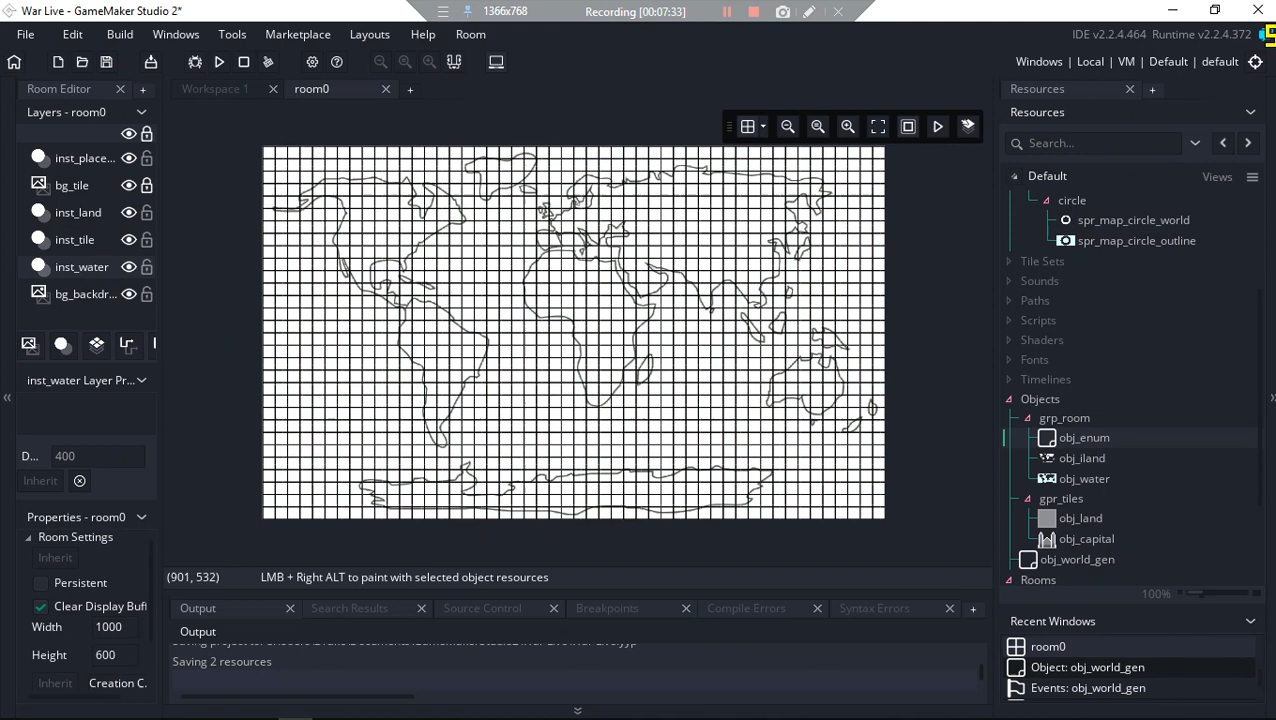 War Live - GameMaker Studio 2*
1366x768
Recording [00:07:33]
File Edit Build Windows Tools Marketplace Layouts Help Room
IDE v2.2.4.464 Runtime v2.2.4.372
Windows | Local | VM | Default | default
Room Editor
Workspace 1
room0
Resources
Layers - room0
Resources
Search...
inst_place...
bg_tile
inst_land
inst_tile
inst_water
bg_backdr...
Default
Views
circle
spr_map_circle_world
spr_map_circle_outline
Tile Sets
Sounds
Paths
Scripts
Shaders
Fonts
Timelines
Objects
grp_room
obj_enum
obj_iland
obj_water
gpr_tiles
obj_land
obj_capital
obj_world_gen
Rooms
100%
inst_water Layer Pr...
D... 400
Inherit
Properties - room0
Room Settings
Inherit
Persistent
Clear Display Buff
Width 1000
Height 600
Inherit Creation C.
(901, 532) LMB + Right ALT to paint with selected object resources
Output Search Results Source Control Breakpoints Compile Errors Syntax Errors
Output
Saving 2 resources
Recent Windows
room0
Object: obj_world_gen
Events: obj_world_gen